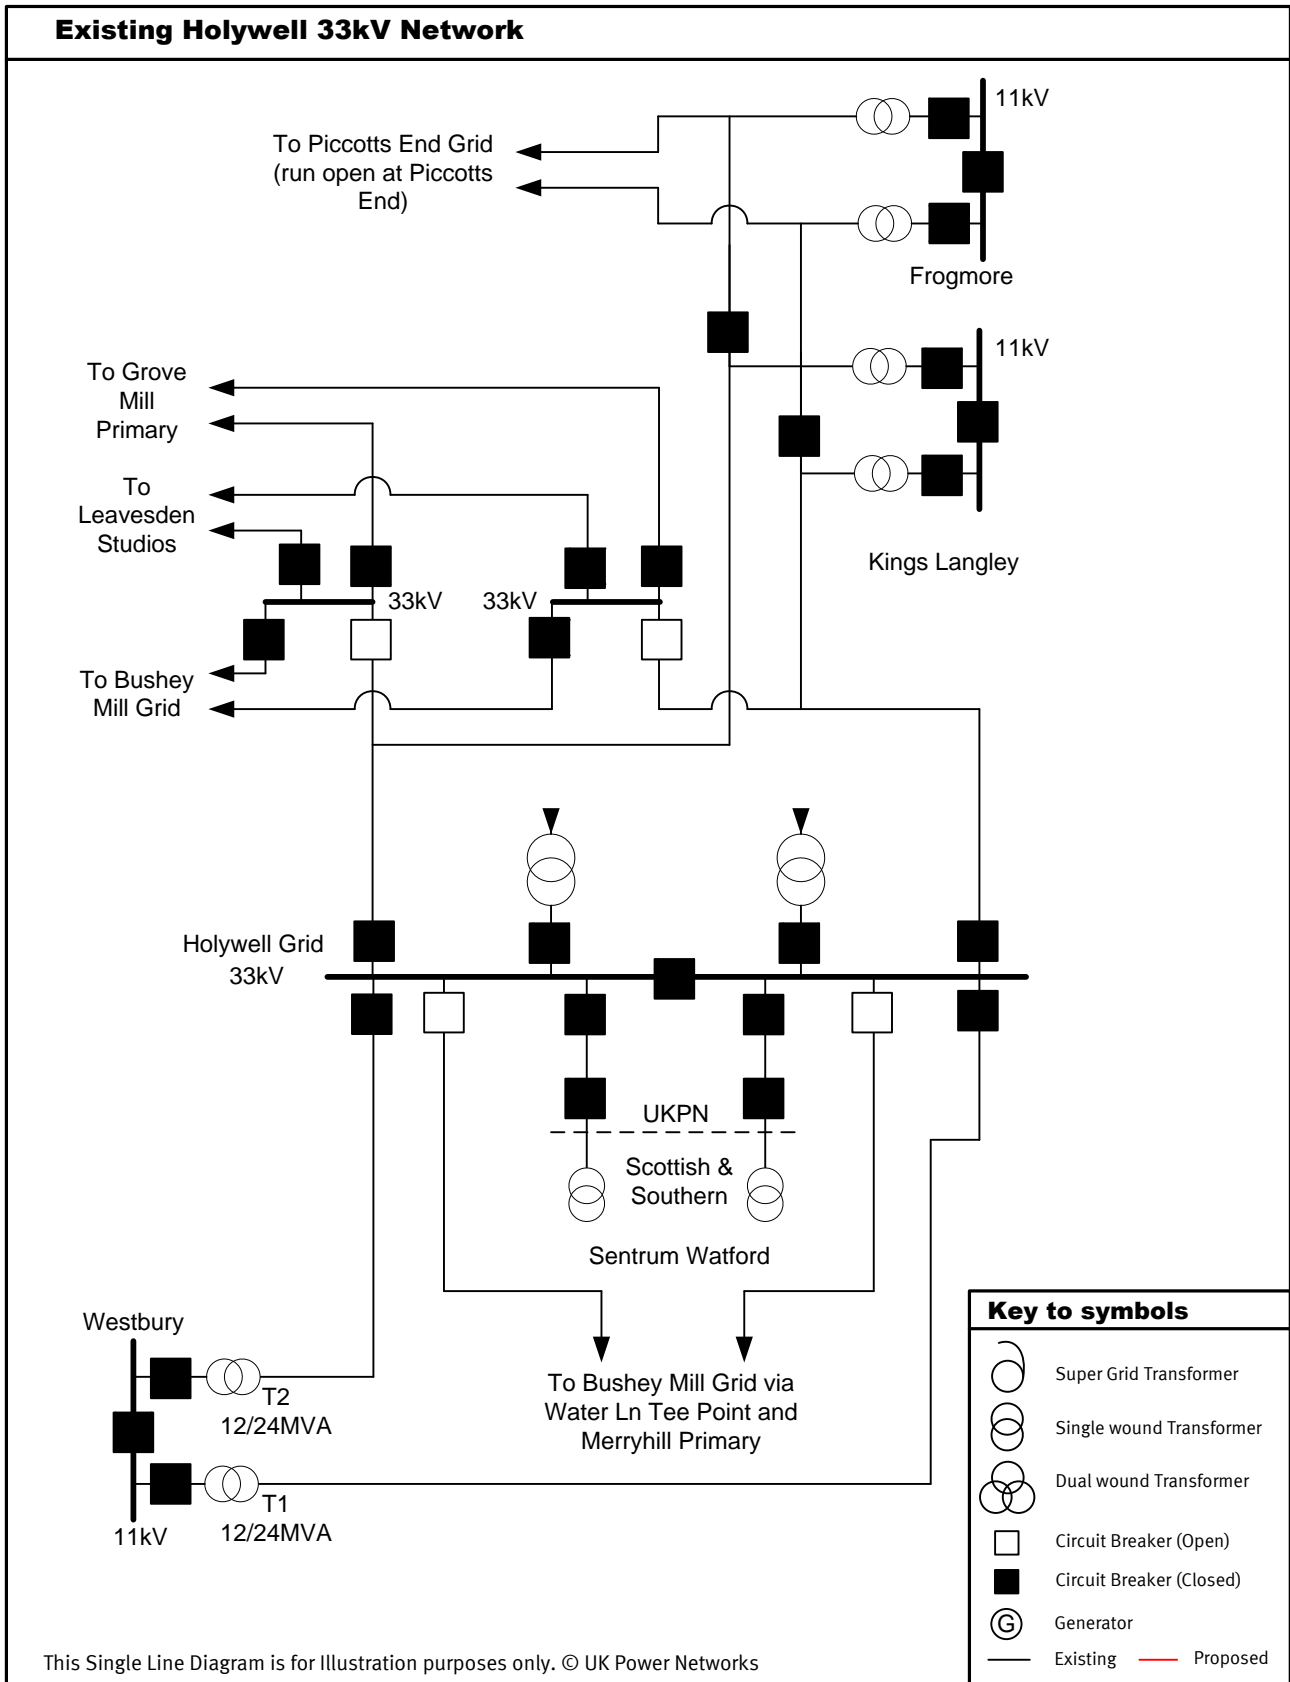 Existing Holywell 33kV Network
11kV
To Piccotts End Grid
(run open at Piccotts
End)
Frogmore
11kV
To Grove
Mill
Primary
To
Leavesden
Studios
Kings Langley
33kV
33kV
To Bushey
Mill Grid
Holywell Grid
33kV
UKPN
Scottish &
Southern
Sentrum Watford
Westbury
T2
12/24MVA
To Bushey Mill Grid via
Water Ln Tee Point and
Merryhill Primary
T1
12/24MVA
11kV
Key to symbols
Super Grid Transformer
Single wound Transformer
Dual wound Transformer
Circuit Breaker (Open)
Circuit Breaker (Closed)
G Generator
Existing Proposed
This Single Line Diagram is for Illustration purposes only. © UK Power Networks